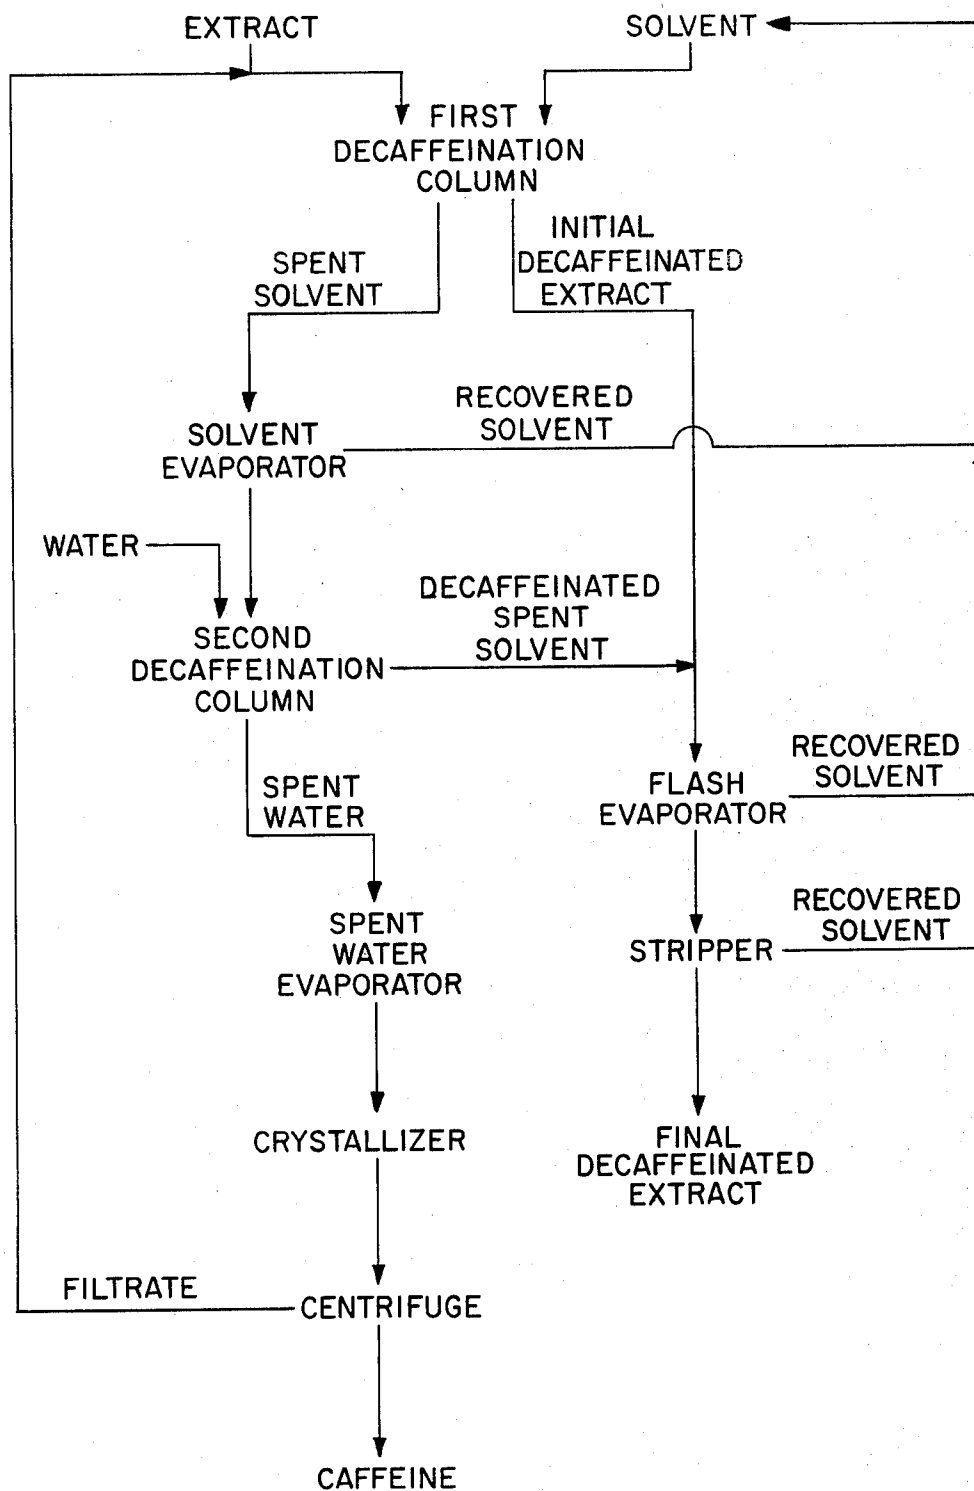 EXTRACT
SOLVENT
FIRST
DECAFFEINATION
COLUMN
SPENT
SOLVENT
INITIAL
DECAFFEINATED
EXTRACT
RECOVERED
SOLVENT
SOLVENT
EVAPORATOR
WATER
DECAFFEINATED
SPENT
SOLVENT
SECOND
DECAFFEINATION
COLUMN
RECOVERED
SOLVENT
SPENT
WATER
FLASH
EVAPORATOR
RECOVERED
SOLVENT
SPENT
WATER
EVAPORATOR
STRIPPER
CRYSTALLIZER
FINAL
DECAFFEINATED
EXTRACT
FILTRATE
CENTRIFUGE
CAFFEINE